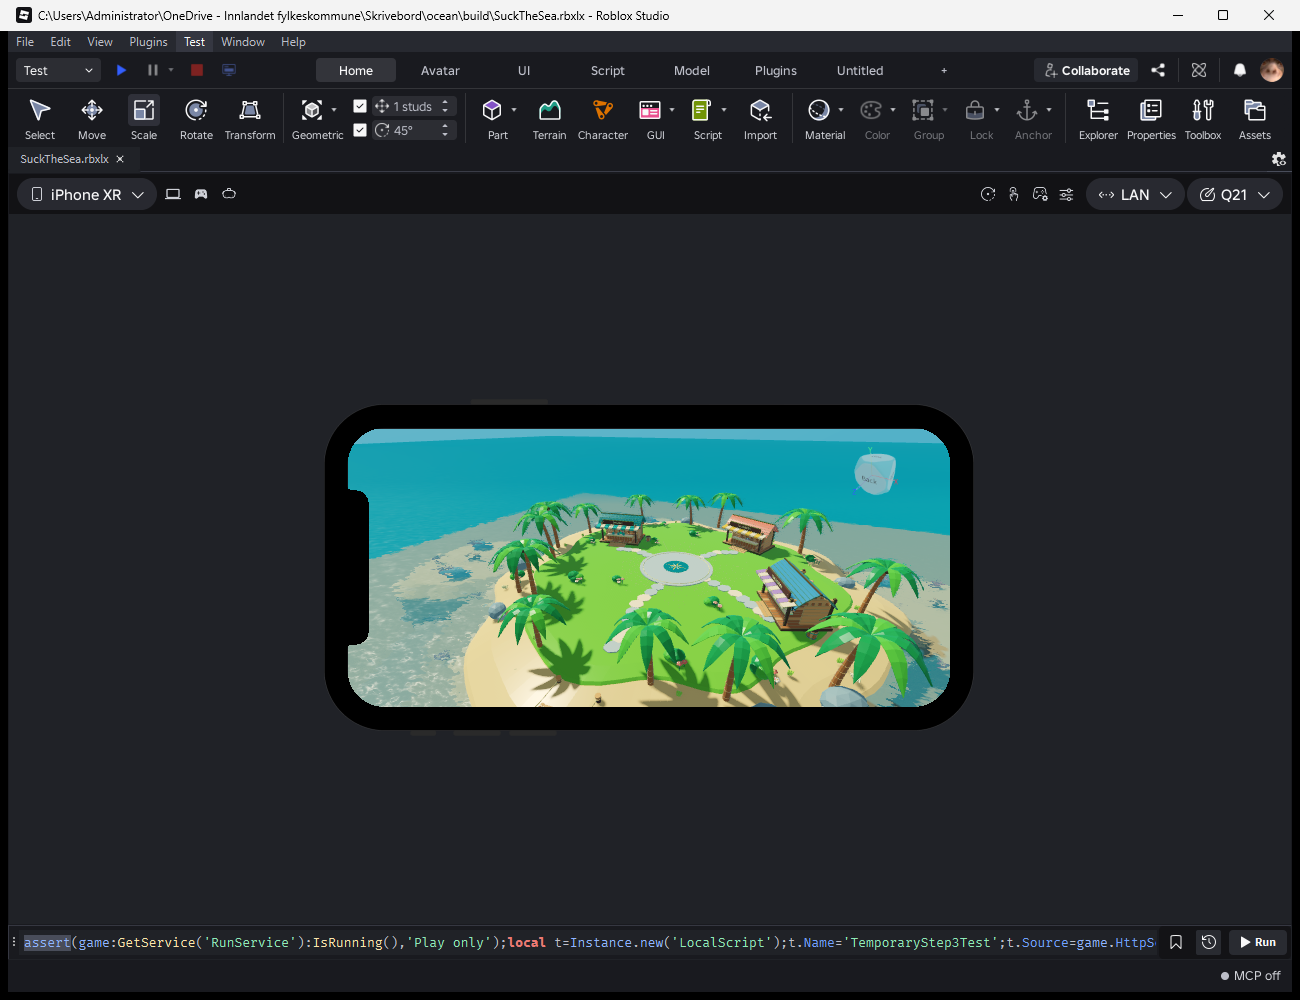 C:\Users\Administrator\OneDrive - Innlandet fylkeskommune\Skrivebord\ocean\build\SuckTheSea.rbxlx - Roblox Studio
File Edit View Plugins Test Window Help
Test Home Avatar UI Script Model Plugins Untitled + Collaborate
1 studs
45°
Select Move Scale Rotate Transform Geometric Part Terrain Character GUI Script Import Material Color Group Lock Anchor Explorer Properties Toolbox Assets
SuckTheSea.rbxlx
iPhone XR LAN Q21
Back
assert(game:GetService('RunService'):IsRunning(),'Play only');local t=Instance.new('LocalScript');t.Name='TemporaryStep3Test';t.Source=game.HttpS Run
MCP off